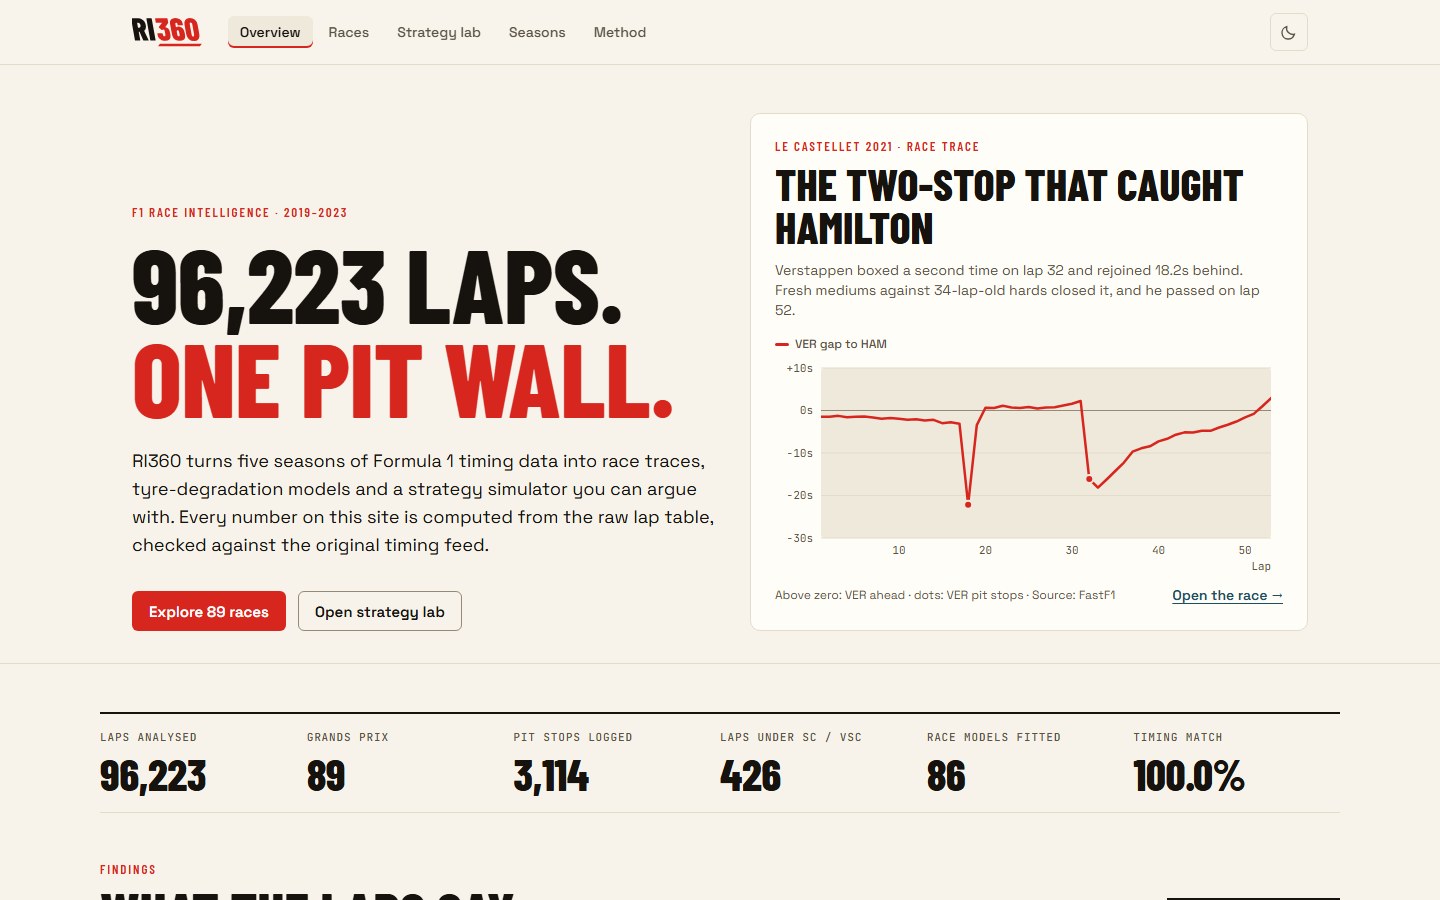 RI360
Overview
Races
Strategy lab
Seasons
Method
F1 RACE INTELLIGENCE · 2019–2023
96,223 LAPS.
ONE PIT WALL.
RI360 turns five seasons of Formula 1 timing data into race traces,
tyre-degradation models and a strategy simulator you can argue
with. Every number on this site is computed from the raw lap table,
checked against the original timing feed.
Explore 89 races
Open strategy lab
LE CASTELLET 2021 · RACE TRACE
THE TWO-STOP THAT CAUGHT
HAMILTON
Verstappen boxed a second time on lap 32 and rejoined 18.2s behind.
Fresh mediums against 34-lap-old hards closed it, and he passed on lap
52.
VER gap to HAM
+10s
0s
-10s
-20s
-30s
10 20 30 40 50
Lap
Above zero: VER ahead · dots: VER pit stops · Source: FastF1
Open the race →
LAPS ANALYSED
96,223
GRANDS PRIX
89
PIT STOPS LOGGED
3,114
LAPS UNDER SC / VSC
426
RACE MODELS FITTED
86
TIMING MATCH
100.0%
FINDINGS
WHAT THE LAPS SAY